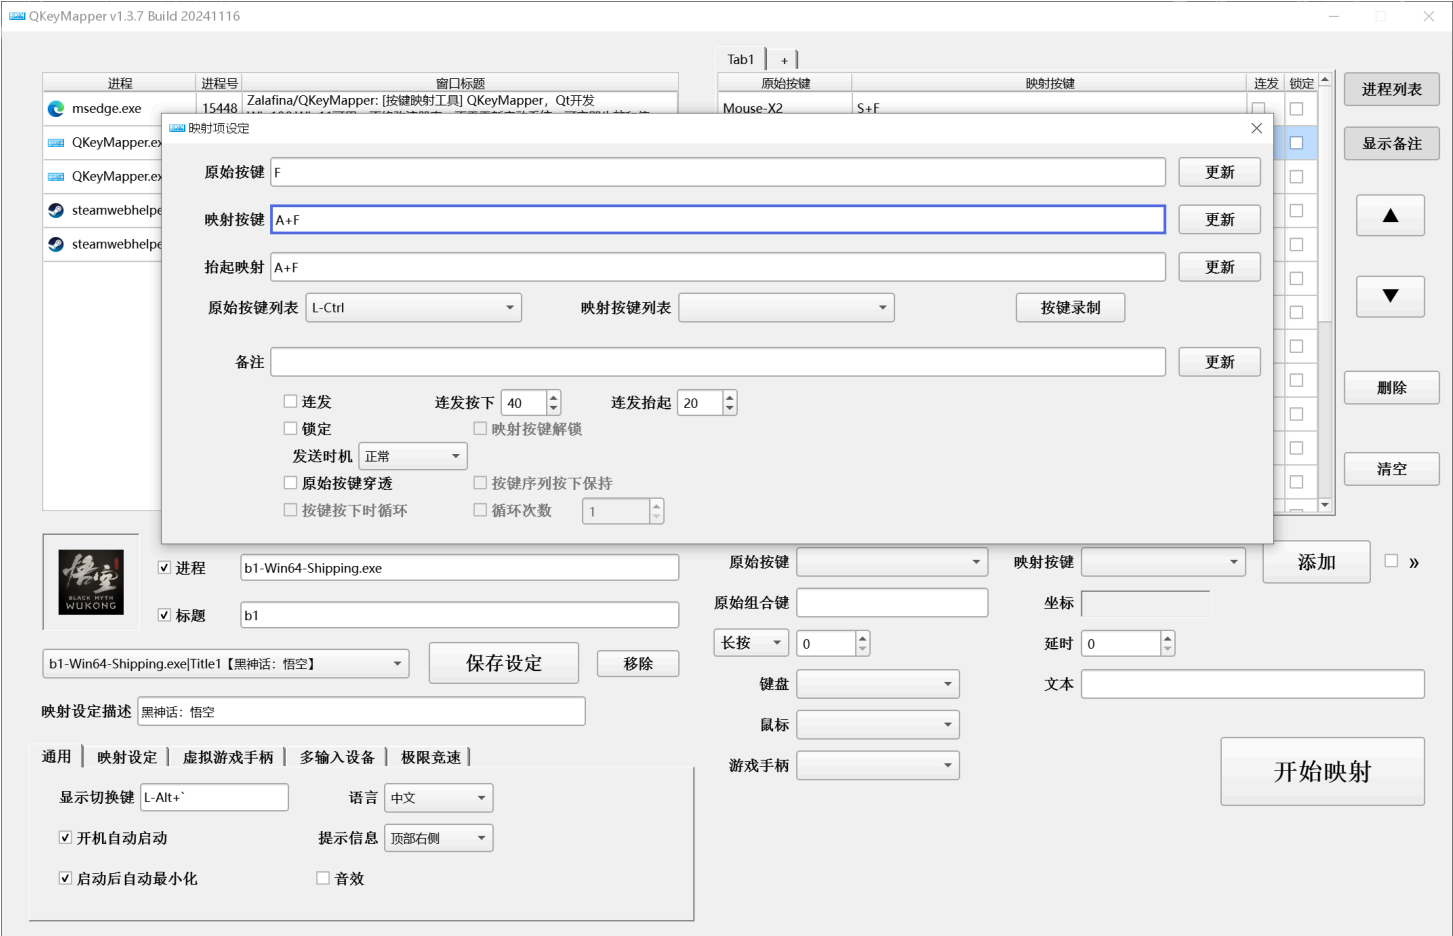 QKeyMapper v1.3.7 Build 20241116
Tab1 +
进程 进程号 窗口标题
原始按键 映射按键 连发 锁定
进程列表
msedge.exe 15448 Zalafina/QKeyMapper: [按键映射工具] QKeyMapper，Qt开发
Mouse-X2 S+F
映射项设定
QKeyMapper.ex
显示备注
QKeyMapper.ex
steamwebhelpe
steamwebhelpe
原始按键 F 更新
映射按键 A+F 更新
抬起映射 A+F 更新
原始按键列表 L-Ctrl 映射按键列表 按键录制
备注 更新
连发 连发按下 40 连发抬起 20
锁定 映射按键解锁
发送时机 正常
原始按键穿透 按键序列按下保持
按键按下时循环 循环次数 1
▲
▼
删除
清空
悟空
BLACK MYTH
WUKONG
进程 b1-Win64-Shipping.exe
标题 b1
b1-Win64-Shipping.exe|Title1【黑神话：悟空】 保存设定 移除
映射设定描述 黑神话：悟空
原始按键 映射按键 添加 »
原始组合键 坐标
长按 0 延时 0
键盘 文本
鼠标
游戏手柄
开始映射
通用 映射设定 虚拟游戏手柄 多输入设备 极限竞速
显示切换键 L-Alt+` 语言 中文
开机自动启动 提示信息 顶部右侧
启动后自动最小化 音效